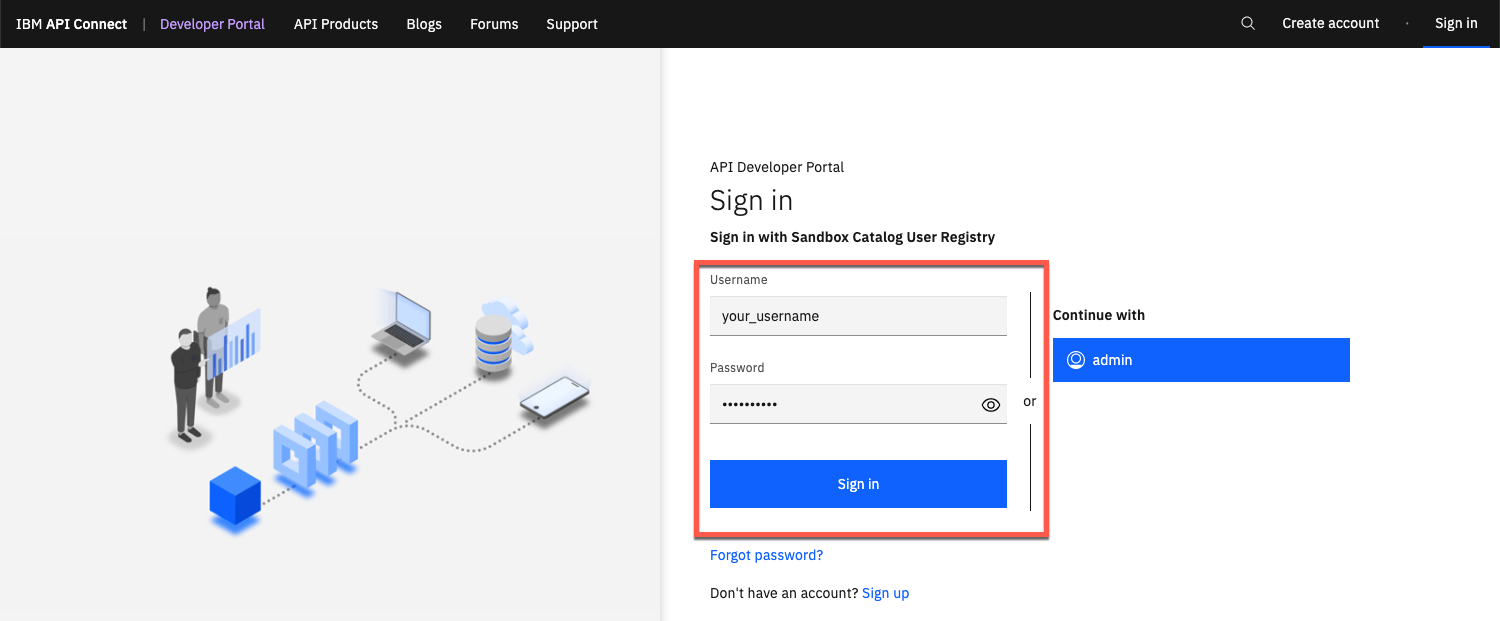 IBM API Connect | Developer Portal API Products Blogs Forums Support Create account · Sign in
API Developer Portal
Sign in
Sign in with Sandbox Catalog User Registry
Username
your_username
Password
••••••••••
Sign in
or
Continue with
admin
Forgot password?
Don't have an account? Sign up